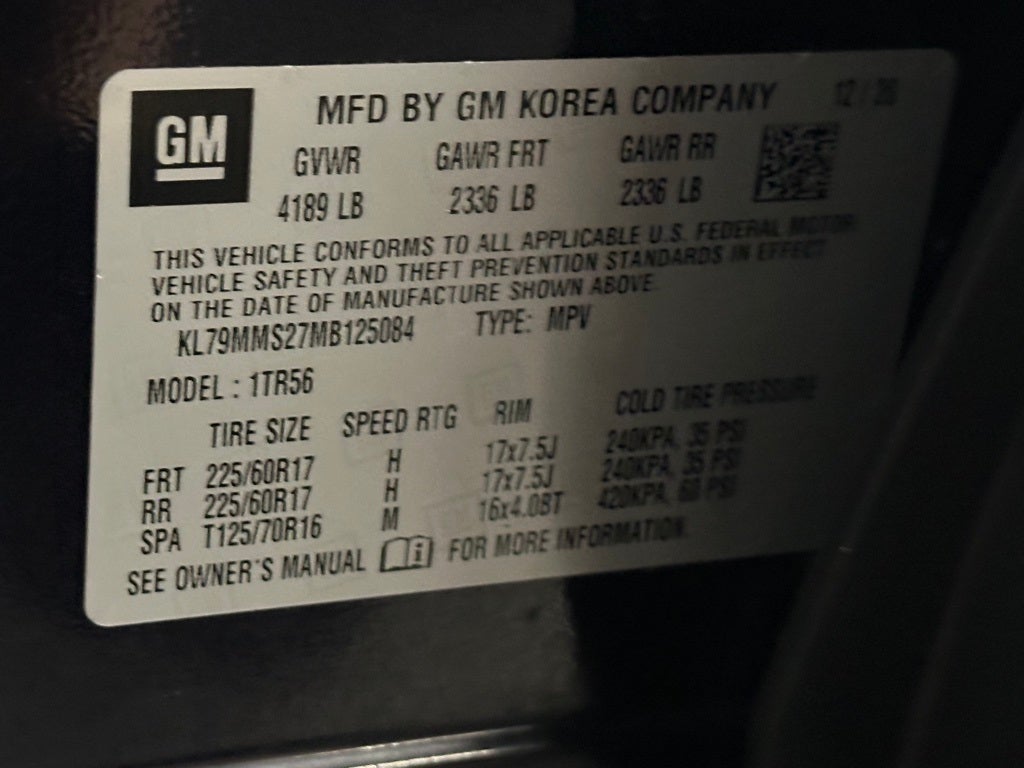 GM
MFD BY GM KOREA COMPANY
GVWR GAWR FRT GAWR RR
4189 LB 2336 LB 2336 LB
THIS VEHICLE CONFORMS TO ALL APPLICABLE U.S. FEDERAL MOTOR
VEHICLE SAFETY AND THEFT PREVENTION STANDARDS IN EFFECT
ON THE DATE OF MANUFACTURE SHOWN ABOVE.
KL79MMS27MB125084 TYPE: MPV
MODEL : 1TR56
TIRE SIZE SPEED RTG RIM COLD TIRE PRESSURE
FRT 225/60R17 H 17x7.5J 240KPA, 35 PSI
RR 225/60R17 H 17x7.5J 240KPA, 35 PSI
SPA T125/70R16 M 16x4.0BT 420KPA, 60 PSI
SEE OWNER'S MANUAL FOR MORE INFORMATION.